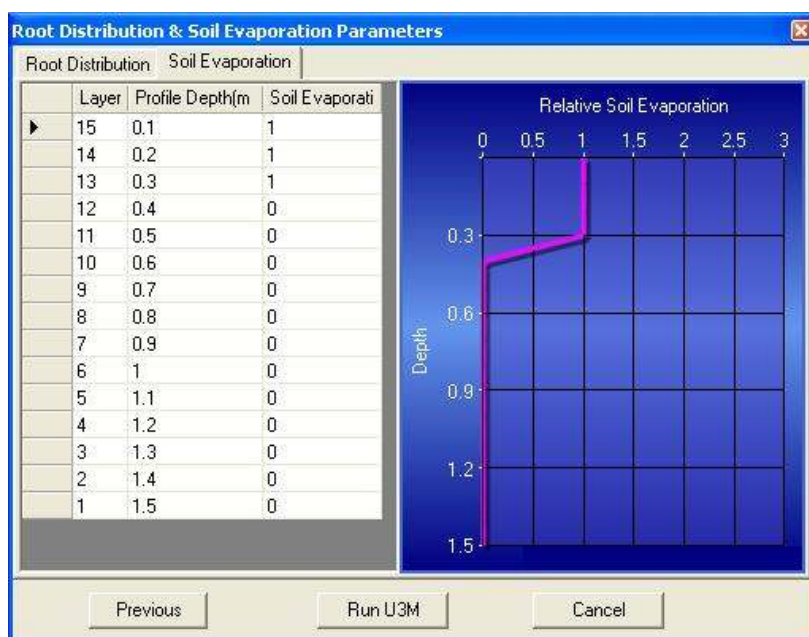 Root Distribution & Soil Evaporation Parameters
Root Distribution Soil Evaporation
Layer Profile Depth(m Soil Evaporati
15 0.1 1
14 0.2 1
13 0.3 1
12 0.4 0
11 0.5 0
10 0.6 0
9 0.7 0
8 0.8 0
7 0.9 0
6 1 0
5 1.1 0
4 1.2 0
3 1.3 0
2 1.4 0
1 1.5 0
Relative Soil Evaporation
0 0.5 1 1.5 2 2.5 3
0.3
0.6
Depth
0.9
1.2
1.5
Previous Run U3M Cancel